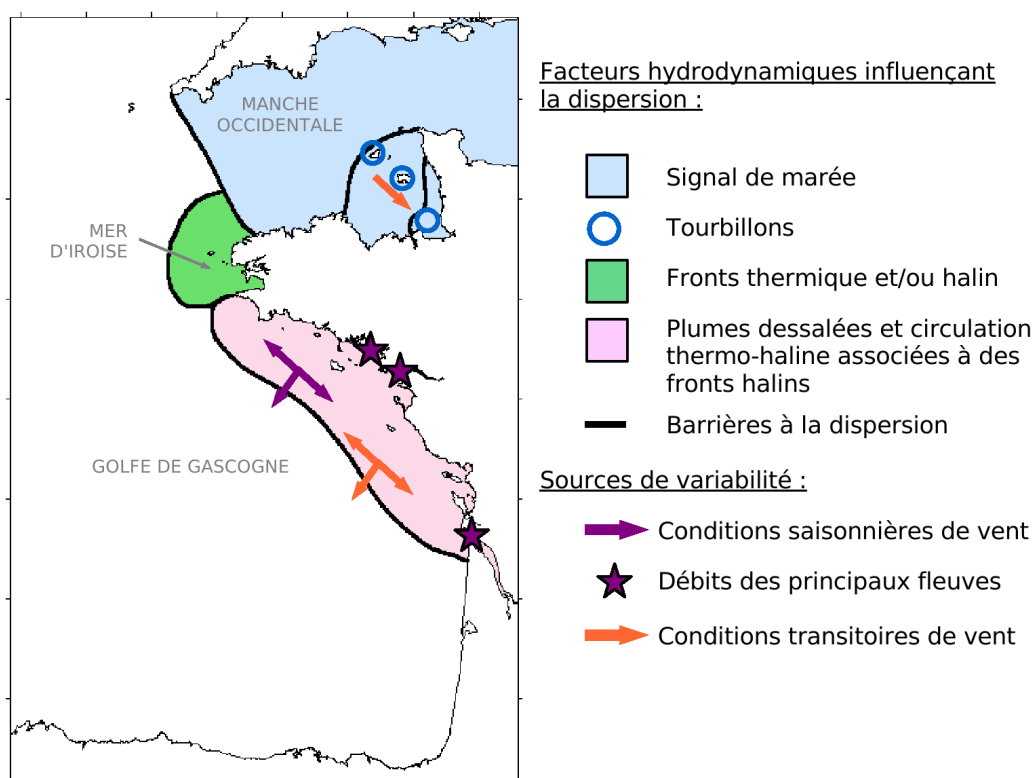 MANCHE
OCCIDENTALE
MER
D'IROISE
GOLFE DE GASCOGNE
Facteurs hydrodynamiques influençant
la dispersion :
Signal de marée
Tourbillons
Fronts thermique et/ou halin
Plumes dessalées et circulation
thermo-haline associées à des
fronts halins
Barrières à la dispersion
Sources de variabilité :
Conditions saisonnières de vent
Débits des principaux fleuves
Conditions transitoires de vent